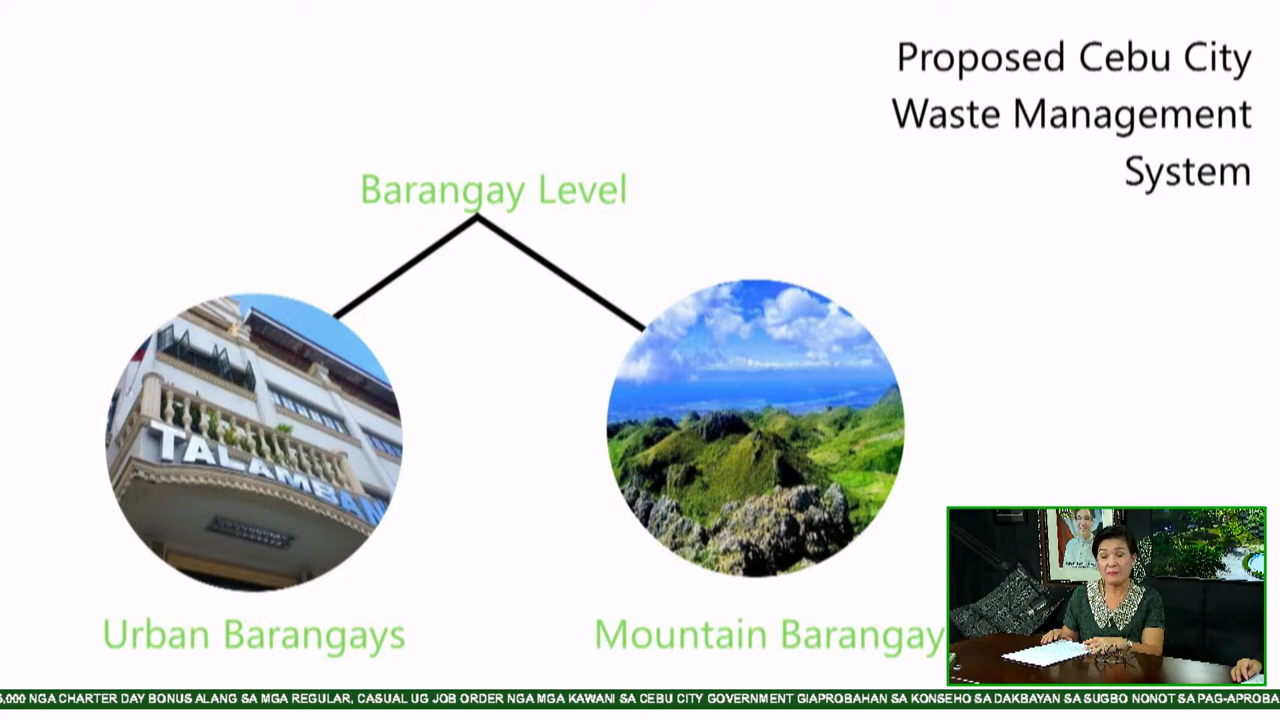 Proposed Cebu City
Waste Management
System
Barangay Level
TALAMBAN
Urban Barangays
Mountain Barangay
5,000 NGA CHARTER DAY BONUS ALANG SA MGA REGULAR, CASUAL UG JOB ORDER NGA MGA KAWANI SA CEBU CITY GOVERNMENT GIAPROBAHAN SA KONSEHO SA DAKBAYAN SA SUGBO NONOT SA PAG-APROBA